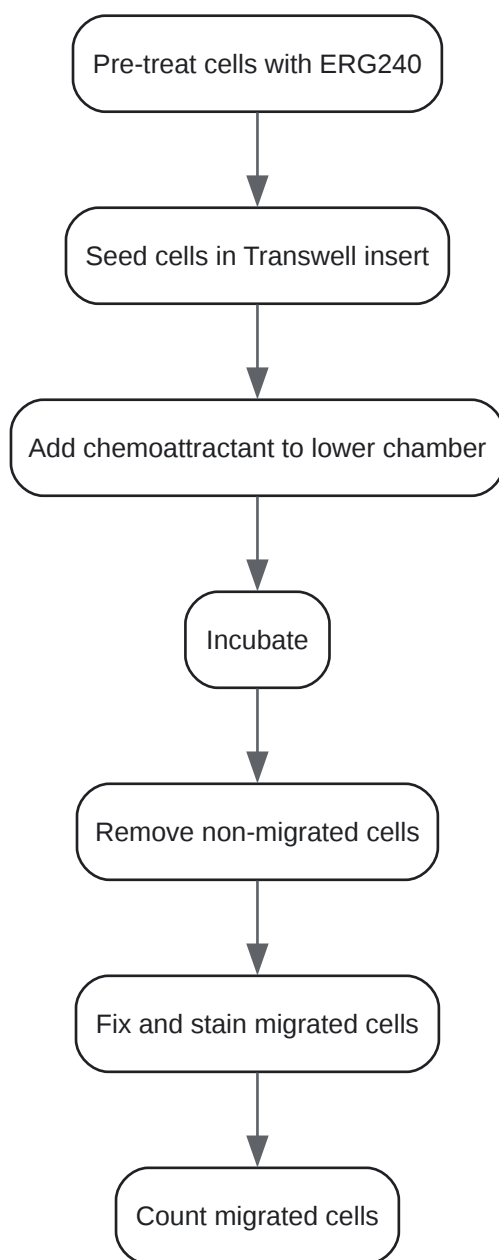 Pre-treat cells with ERG240
Seed cells in Transwell insert
Add chemoattractant to lower chamber
Incubate
Remove non-migrated cells
Fix and stain migrated cells
Count migrated cells